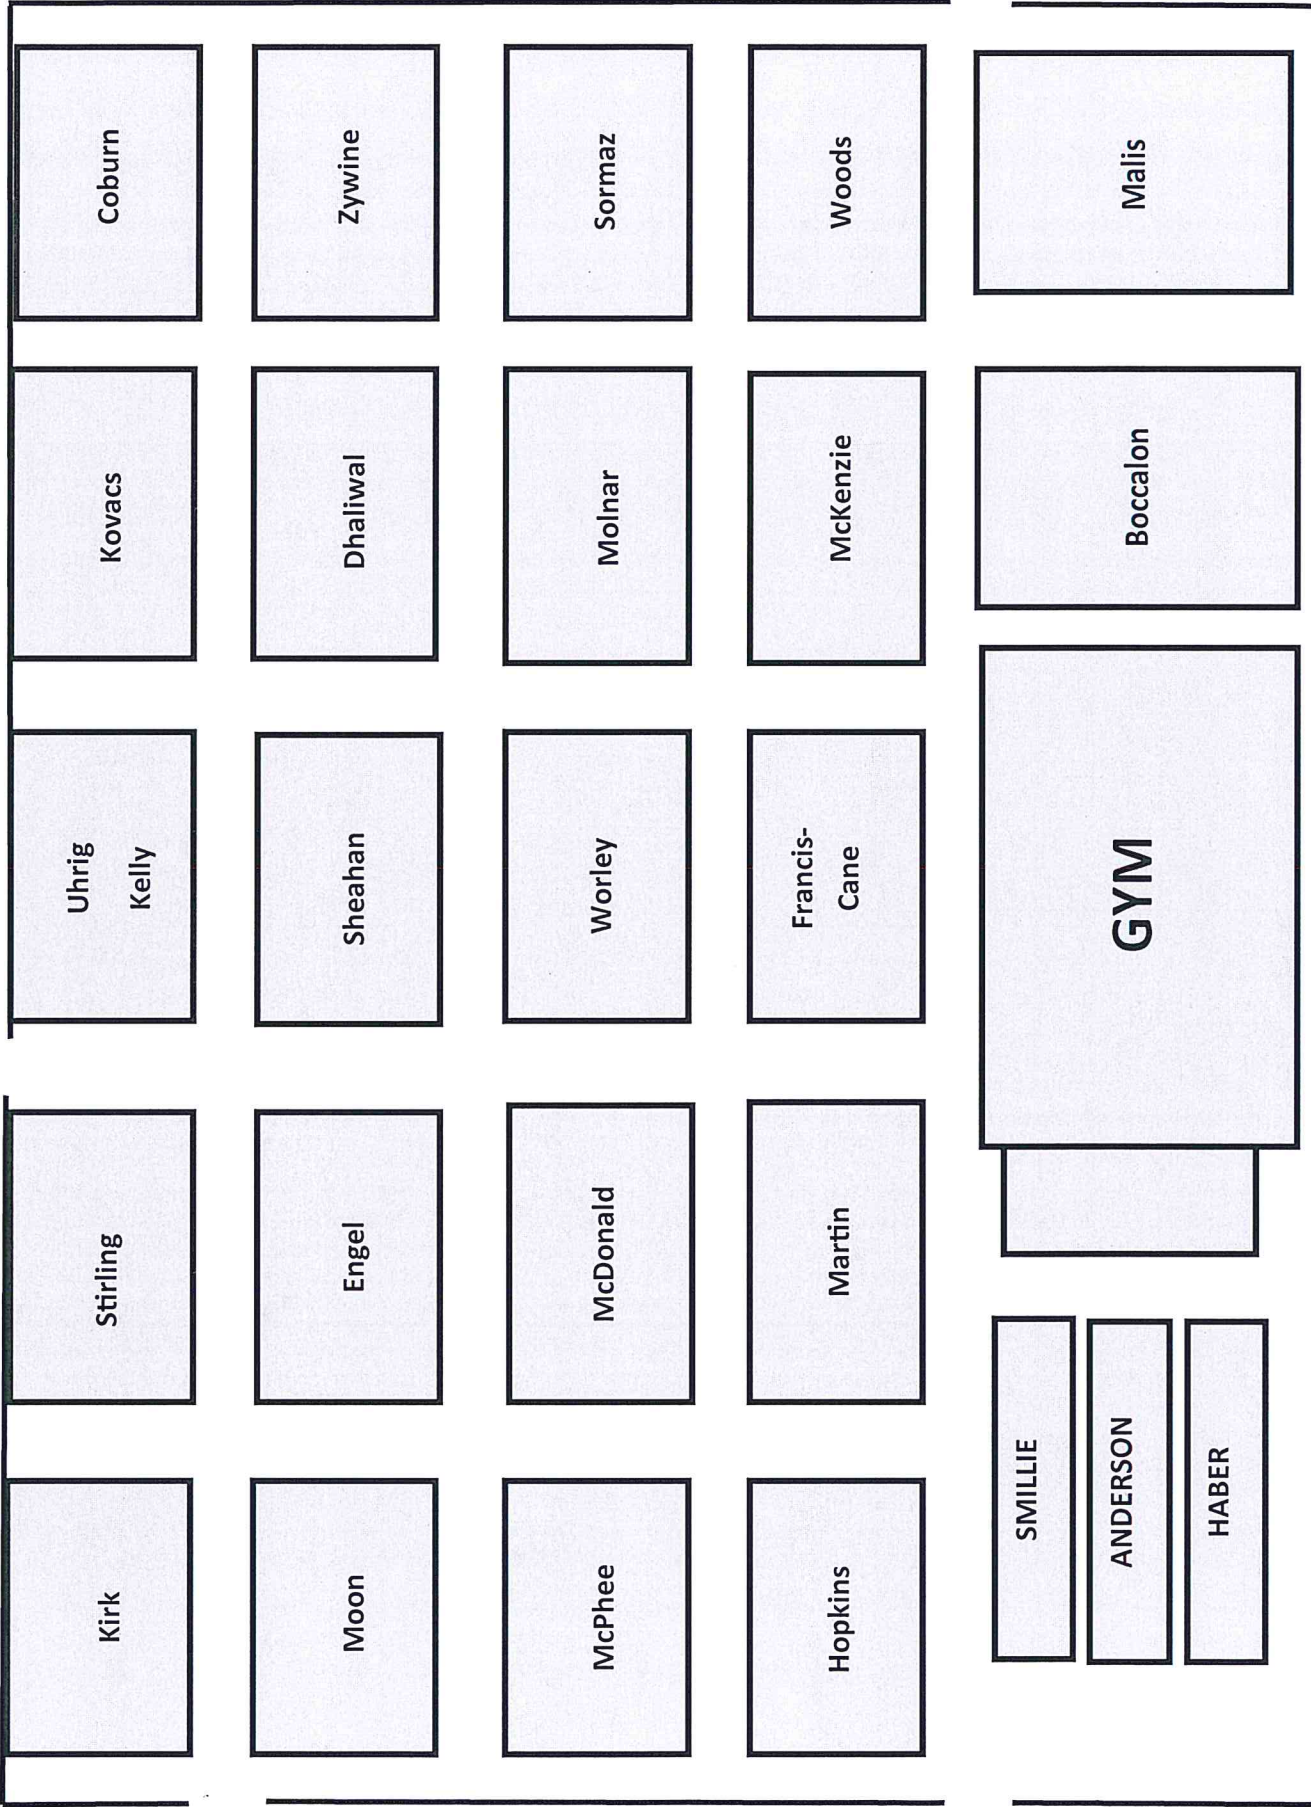 Kirk
Stirling
Uhrig
Kelly
Kovacs
Coburn
Moon
Engel
Sheahan
Dhaliwal
Zywine
McPhee
McDonald
Worley
Molnar
Sormaz
Hopkins
Martin
Francis-
Cane
McKenzie
Woods
SMILLIE
ANDERSON
HABER
GYM
Boccalon
Malis